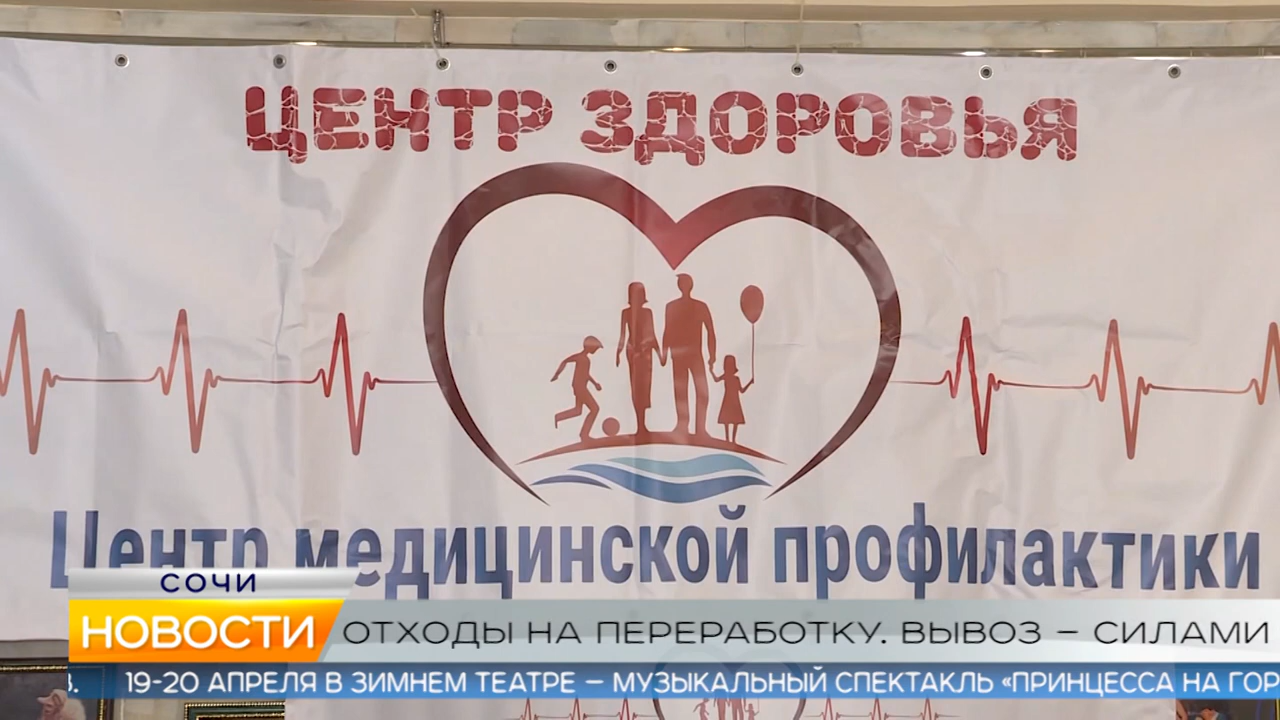 ЦЕНТР ЗДОРОВЬЯ
Центр медицинской профилактики
СОЧИ
НОВОСТИ
ОТХОДЫ НА ПЕРЕРАБОТКУ. ВЫВОЗ – СИЛАМИ
19-20 АПРЕЛЯ В ЗИМНЕМ ТЕАТРЕ – МУЗЫКАЛЬНЫЙ СПЕКТАКЛЬ «ПРИНЦЕССА НА ГОР